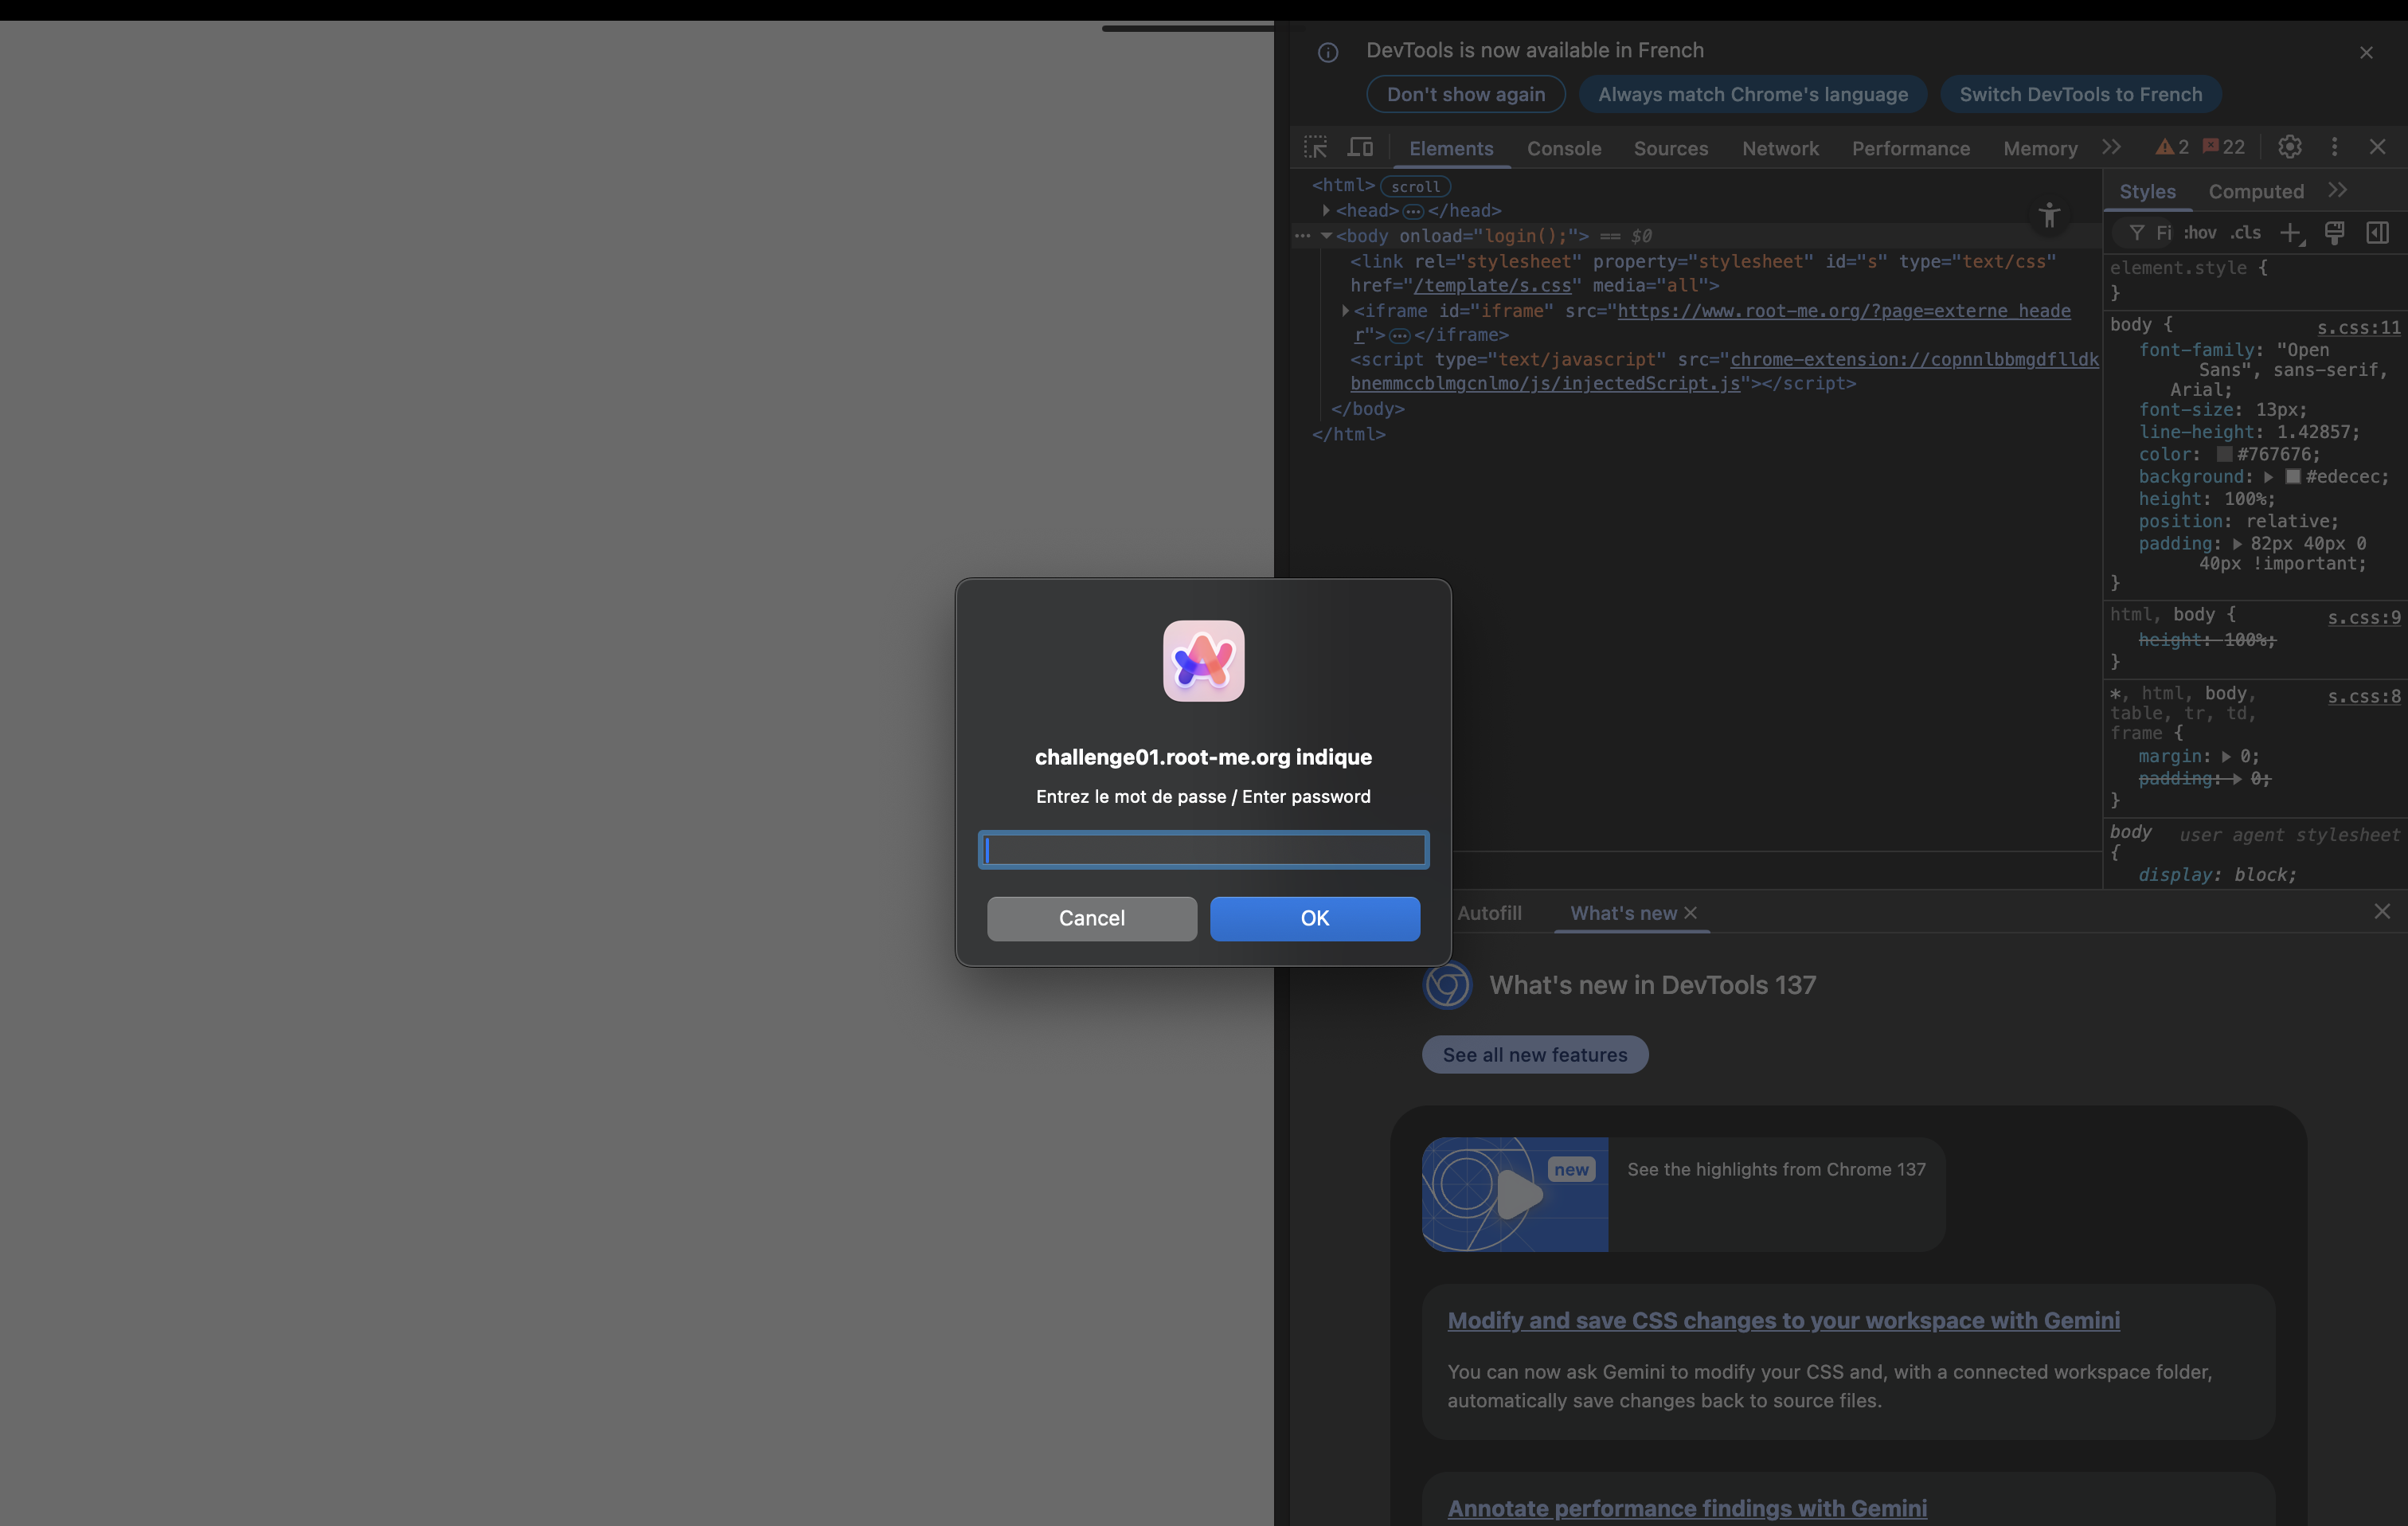 DevTools is now available in French
Don't show again
Always match Chrome's language
Switch DevTools to French
Elements
Console
Sources
Network
Performance
Memory
2
22
<html> scroll
<head> ··· </head>
··· <body onload="login();"> == $0
<link rel="stylesheet" property="stylesheet" id="s" type="text/css"
href="/template/s.css" media="all">
<iframe id="iframe" src="https://www.root-me.org/?page=externe_heade
r"> ··· </iframe>
<script type="text/javascript" src="chrome-extension://copnnlbbmgdflldk
bnemmccblmgcnlmo/js/injectedScript.js"></script>
</body>
</html>
Styles
Computed
Fi
:hov
.cls
element.style {
}
body {
s.css:11
font-family: "Open
Sans", sans-serif,
Arial;
font-size: 13px;
line-height: 1.42857;
color: #767676;
background: #edecec;
height: 100%;
position: relative;
padding: 82px 40px 0
40px !important;
}
html, body {
s.css:9
height: 100%;
}
*, html, body,
s.css:8
table, tr, td,
frame {
margin: 0;
padding: 0;
}
body
user agent stylesheet
{
display: block;
challenge01.root-me.org indique
Entrez le mot de passe / Enter password
Cancel
OK
Autofill
What's new
What's new in DevTools 137
See all new features
new
See the highlights from Chrome 137
Modify and save CSS changes to your workspace with Gemini
You can now ask Gemini to modify your CSS and, with a connected workspace folder,
automatically save changes back to source files.
Annotate performance findings with Gemini